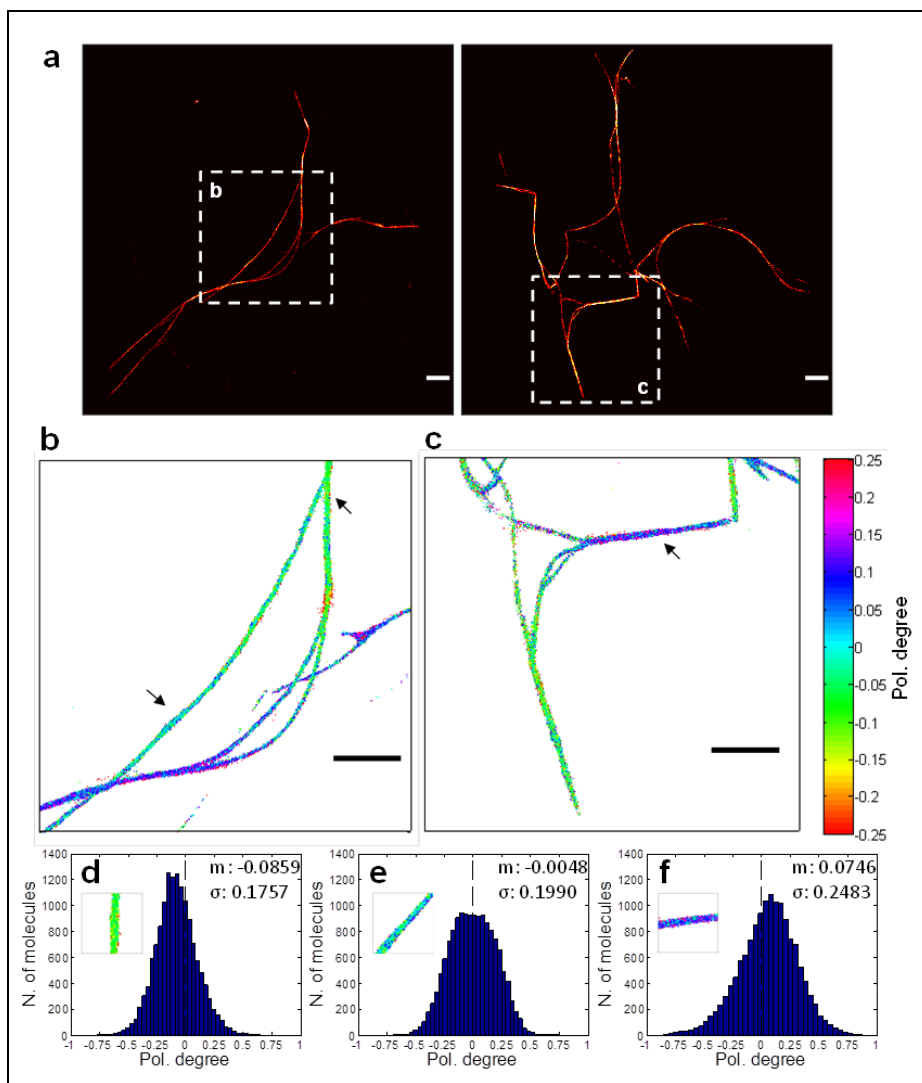 a
b
c
b
c
0.25
0.2
0.15
0.1
0.05
0
-0.05
-0.1
-0.15
-0.2
-0.25
Pol. degree
d
m: -0.0859
σ: 0.1757
N. of molecules
1400
1200
1000
800
600
400
200
0
-1 -0.75 -0.5 -0.25 0 0.25 0.5 0.75 1
Pol. degree
e
m: -0.0048
σ: 0.1990
N. of molecules
1400
1200
1000
800
600
400
200
0
-1 -0.75 -0.5 -0.25 0 0.25 0.5 0.75 1
Pol. degree
f
m: 0.0746
σ: 0.2483
N. of molecules
1400
1200
1000
800
600
400
200
0
-1 -0.75 -0.5 -0.25 0 0.25 0.5 0.75 1
Pol. degree